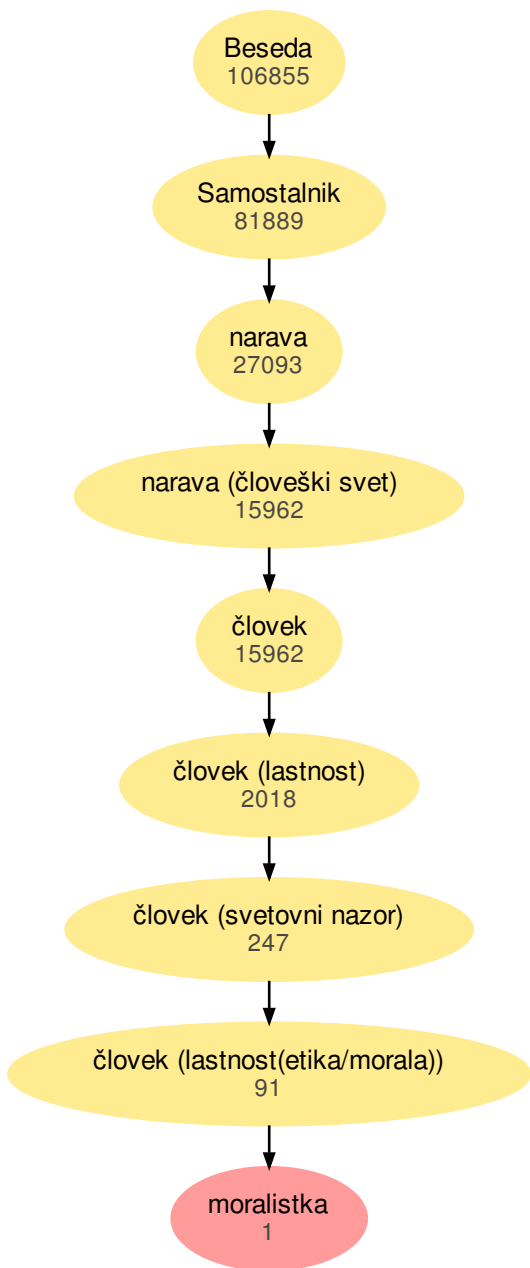 Beseda
106855
Samostalnik
81889
narava
27093
narava (človeški svet)
15962
človek
15962
človek (lastnost)
2018
človek (svetovni nazor)
247
človek (lastnost(etika/morala))
91
moralistka
1